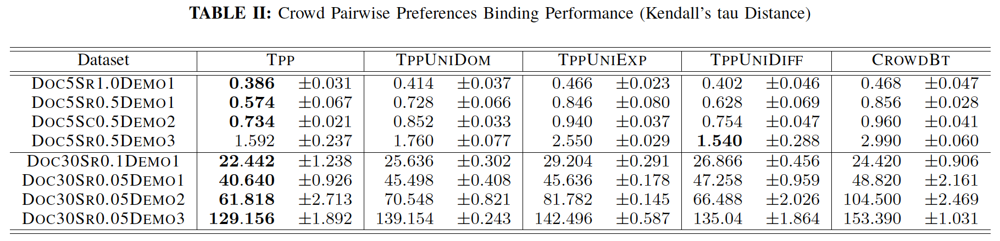 TABLE II: Crowd Pairwise Preferences Binding Performance (Kendall's tau Distance)
Dataset TPP TPPUNIDOM TPPUNIEXP TPPUNIDIFF CROWDBT
DOC5SR1.0DEMO1 0.386 ±0.031 0.414 ±0.037 0.466 ±0.023 0.402 ±0.046 0.468 ±0.047
DOC5SR0.5DEMO1 0.574 ±0.067 0.728 ±0.066 0.846 ±0.080 0.628 ±0.069 0.856 ±0.028
DOC5SC0.5DEMO2 0.734 ±0.021 0.852 ±0.033 0.940 ±0.037 0.754 ±0.047 0.960 ±0.041
DOC5SR0.5DEMO3 1.592 ±0.237 1.760 ±0.077 2.550 ±0.029 1.540 ±0.288 2.990 ±0.060
DOC30SR0.1DEMO1 22.442 ±1.238 25.636 ±0.302 29.204 ±0.291 26.866 ±0.456 24.420 ±0.906
DOC30SR0.05DEMO1 40.640 ±0.926 45.498 ±0.408 45.636 ±0.178 47.258 ±0.959 48.820 ±2.161
DOC30SR0.05DEMO2 61.818 ±2.713 70.548 ±0.821 81.782 ±0.145 66.488 ±2.026 104.500 ±2.469
DOC30SR0.05DEMO3 129.156 ±1.892 139.154 ±0.243 142.496 ±0.587 135.04 ±1.864 153.390 ±1.031